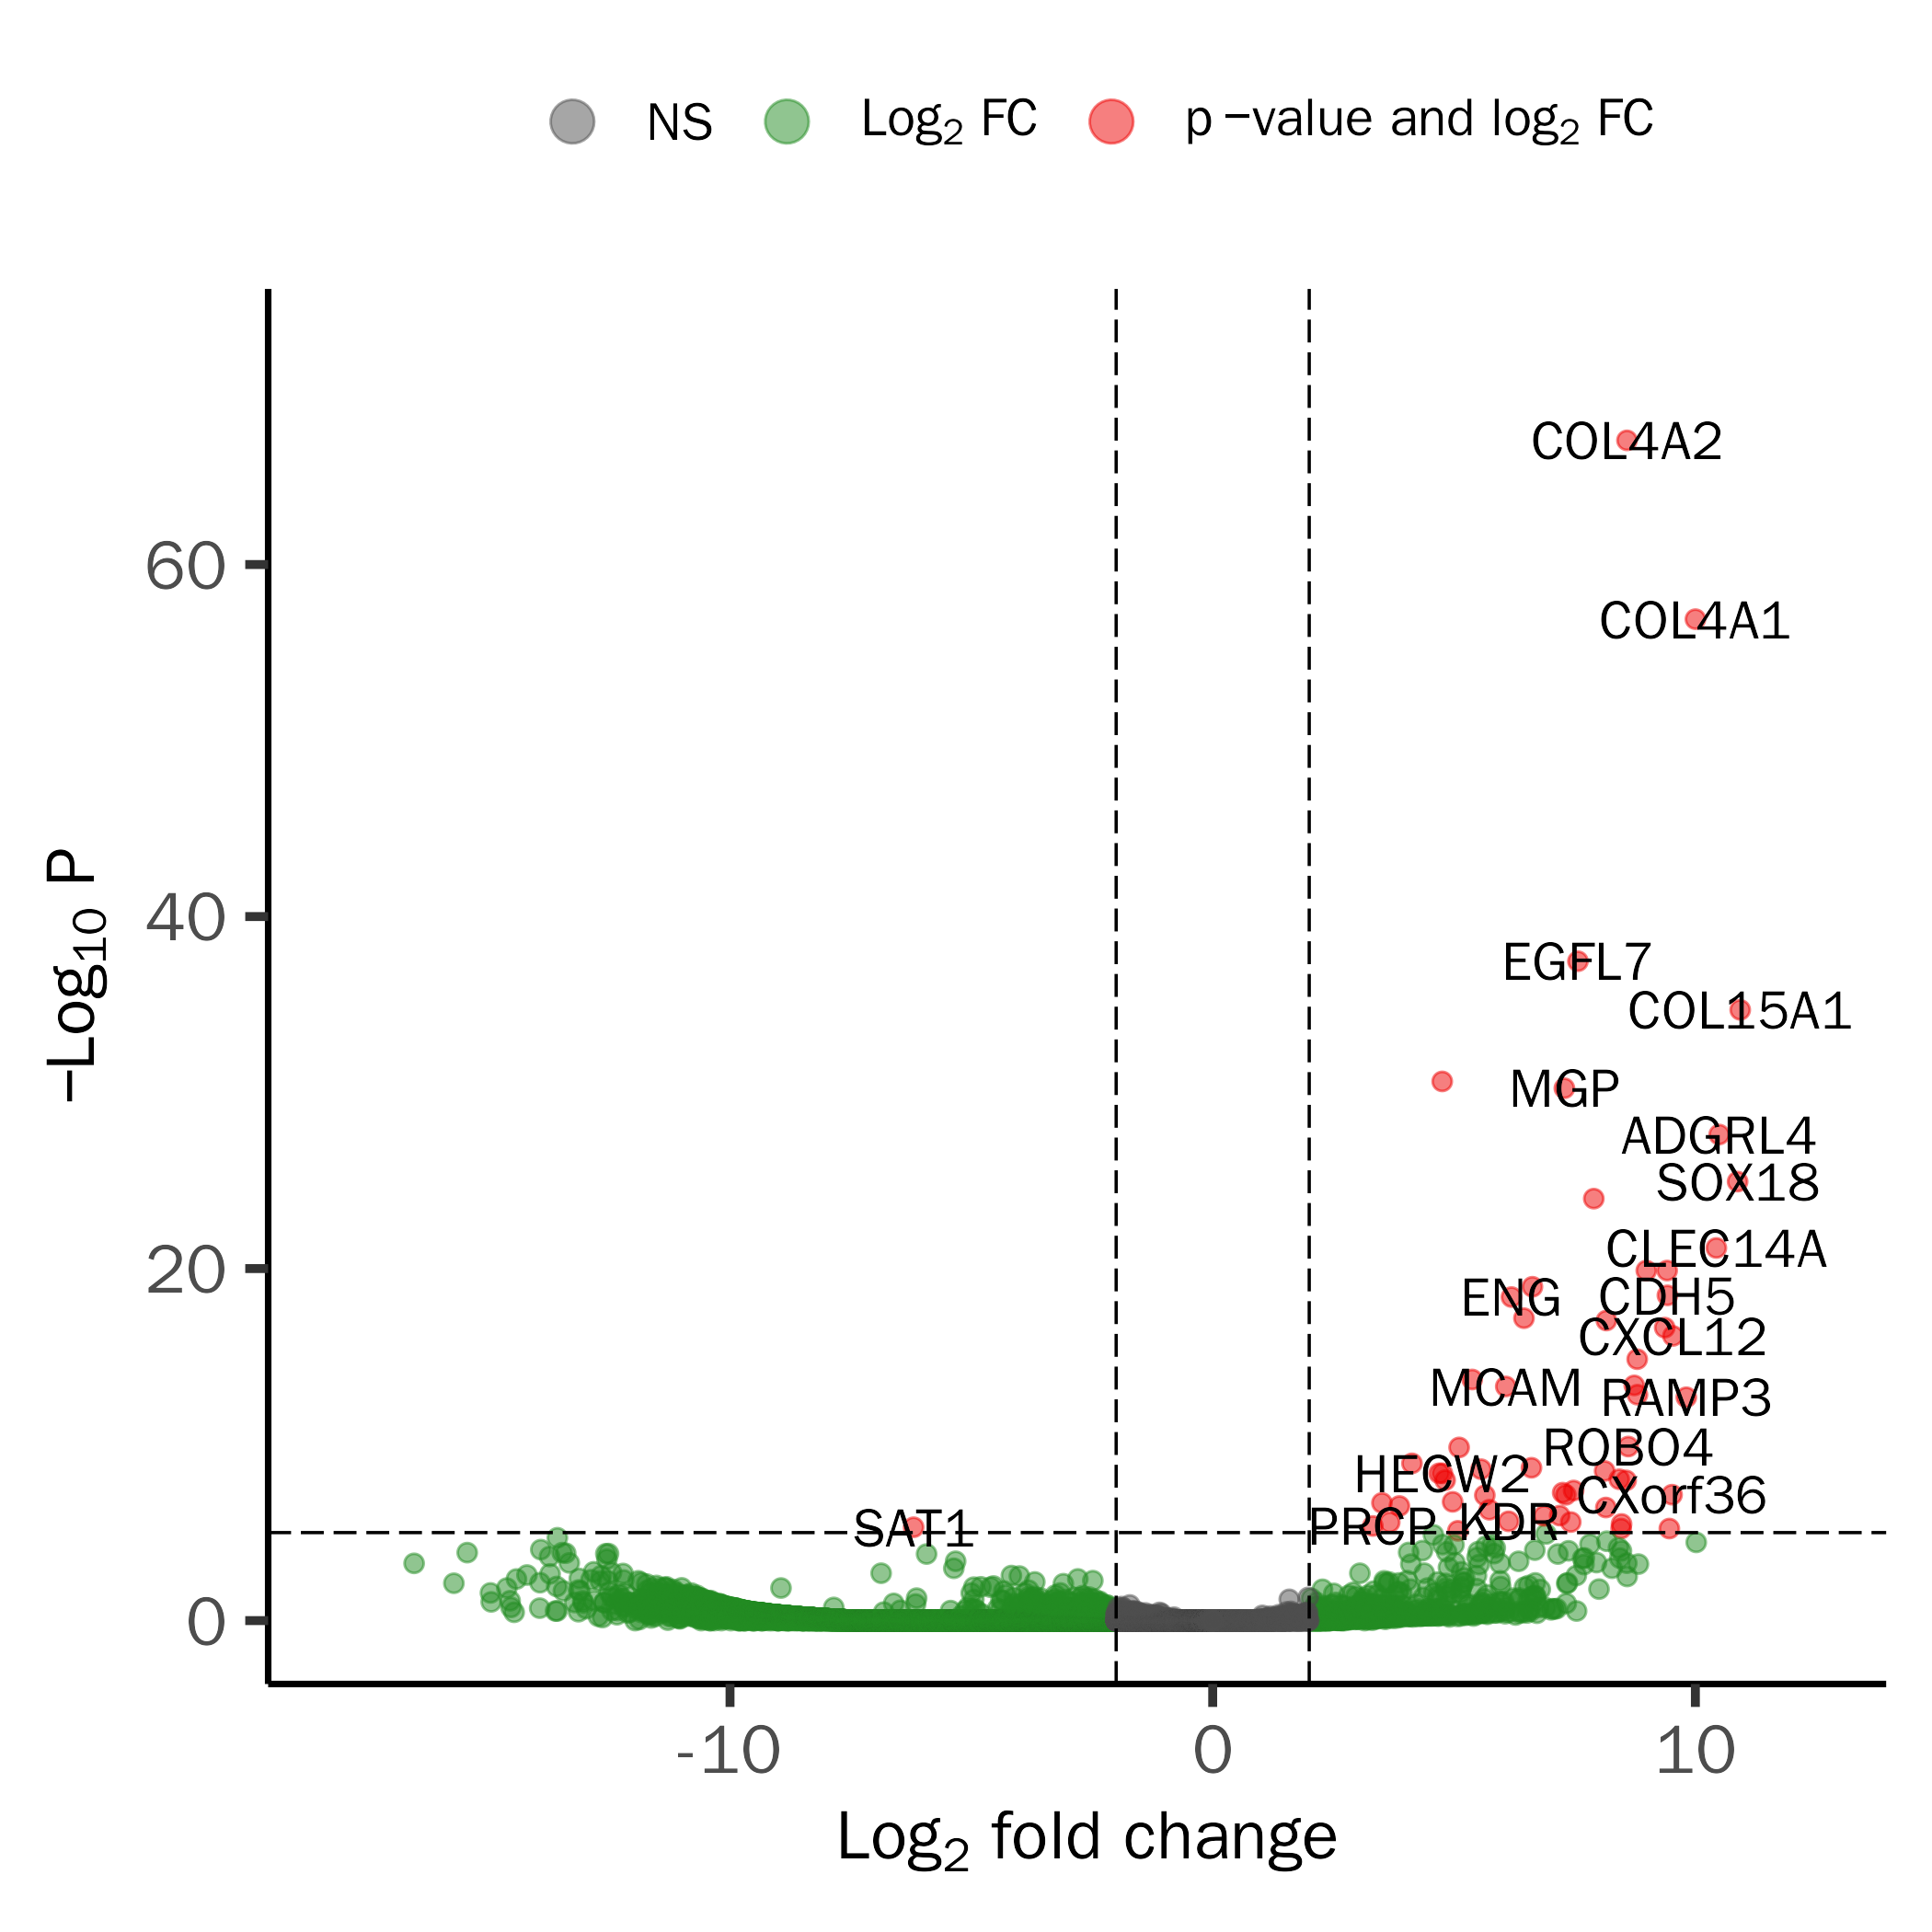 NS Log2 FC p −value and log2 FC
COL4A2
60
COL4A1
40
EGFL7
COL15A1
MGP
ADGRL4
SOX18
CLEC14A
20
ENG CDH5
CXCL12
MCAM RAMP3
ROBO4
HECW2
CXorf36
SAT1 PRCP KDR
0
-10 0 10
Log2 fold change
−Log10 P